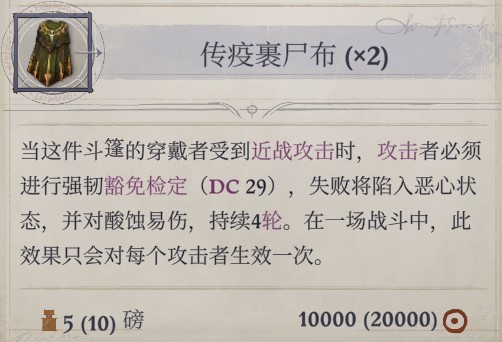 传疫裹尸布 (×2)
当这件斗篷的穿戴者受到近战攻击时，攻击者必须
进行强韧豁免检定（DC 29），失败将陷入恶心状
态，并对酸蚀易伤，持续4轮。在一场战斗中，此
效果只会对每个攻击者生效一次。
5 (10) 磅 10000 (20000)